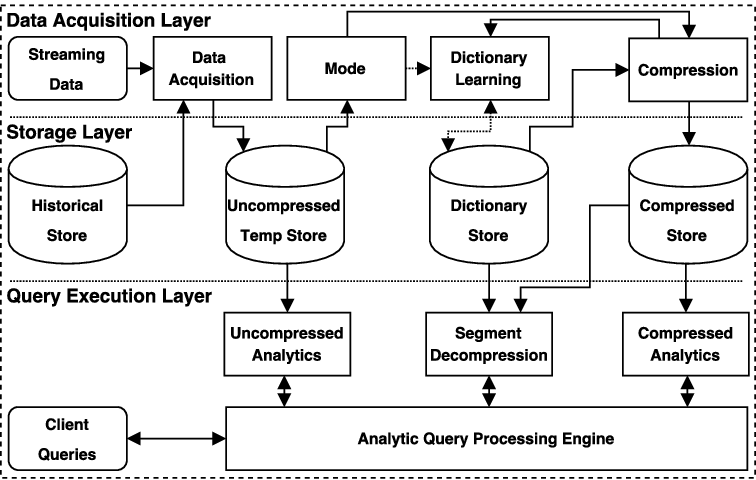 Data Acquisition Layer
Streaming
Data
Data
Acquisition
Mode
Dictionary
Learning
Compression
Storage Layer
Historical
Store
Uncompressed
Temp Store
Dictionary
Store
Compressed
Store
Query Execution Layer
Uncompressed
Analytics
Segment
Decompression
Compressed
Analytics
Client
Queries
Analytic Query Processing Engine